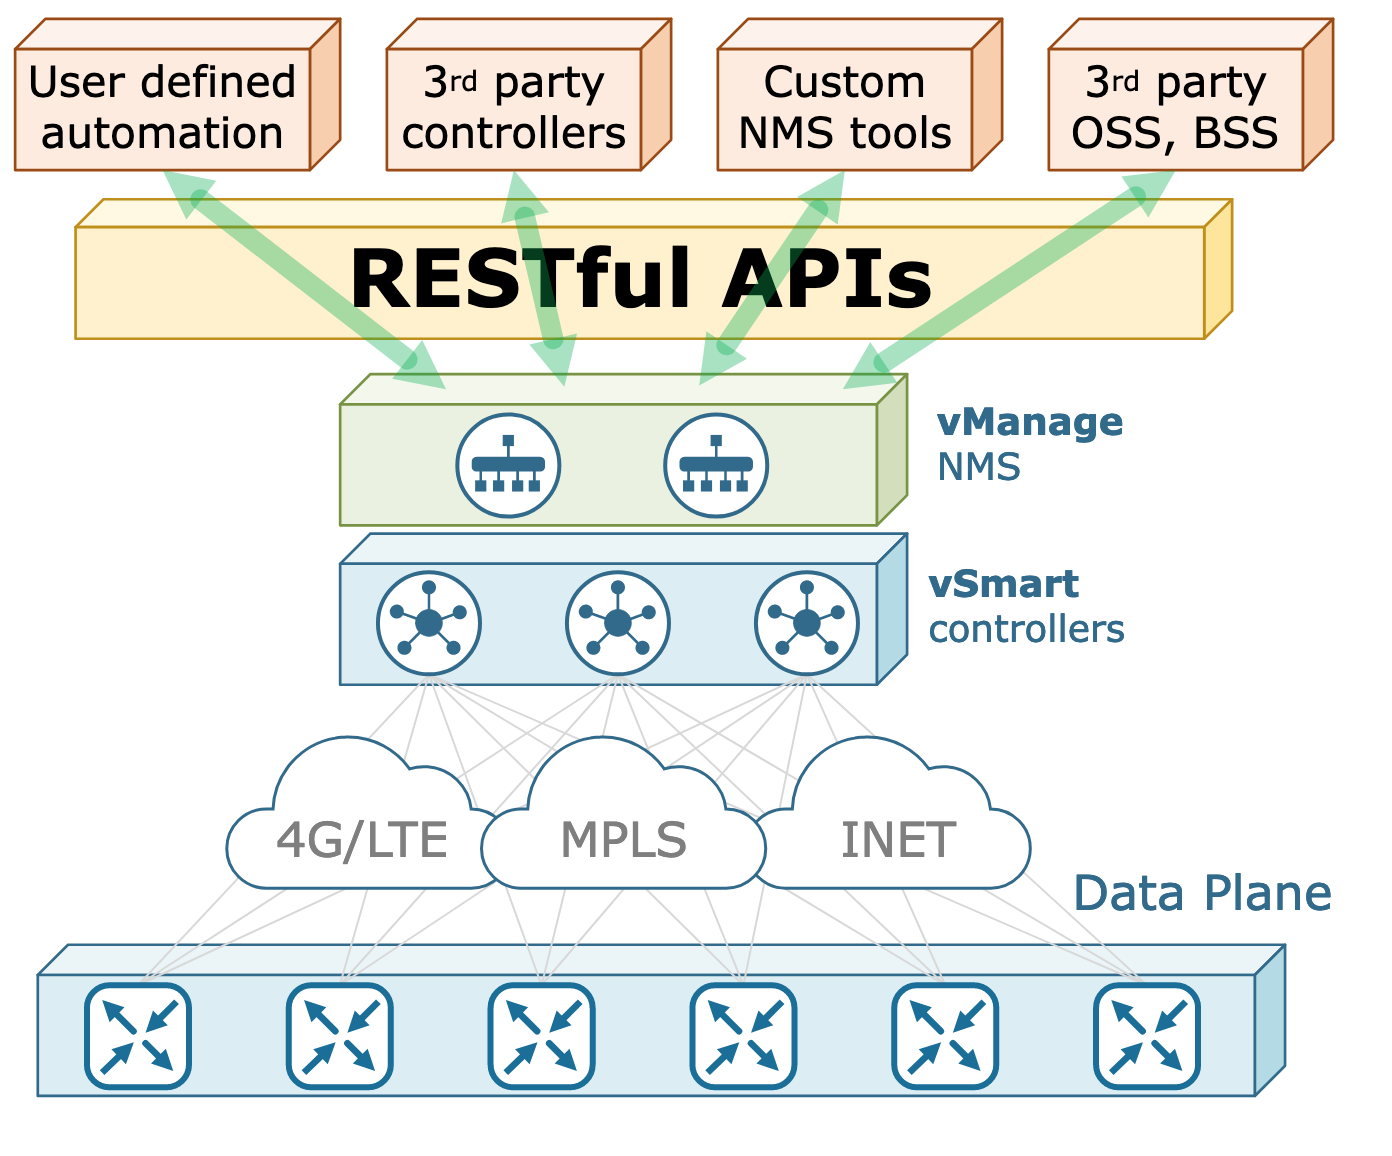 User defined
automation
3rd party
controllers
Custom
NMS tools
3rd party
OSS, BSS
RESTful APIs
vManage
NMS
vSmart
controllers
4G/LTE
MPLS
INET
Data Plane